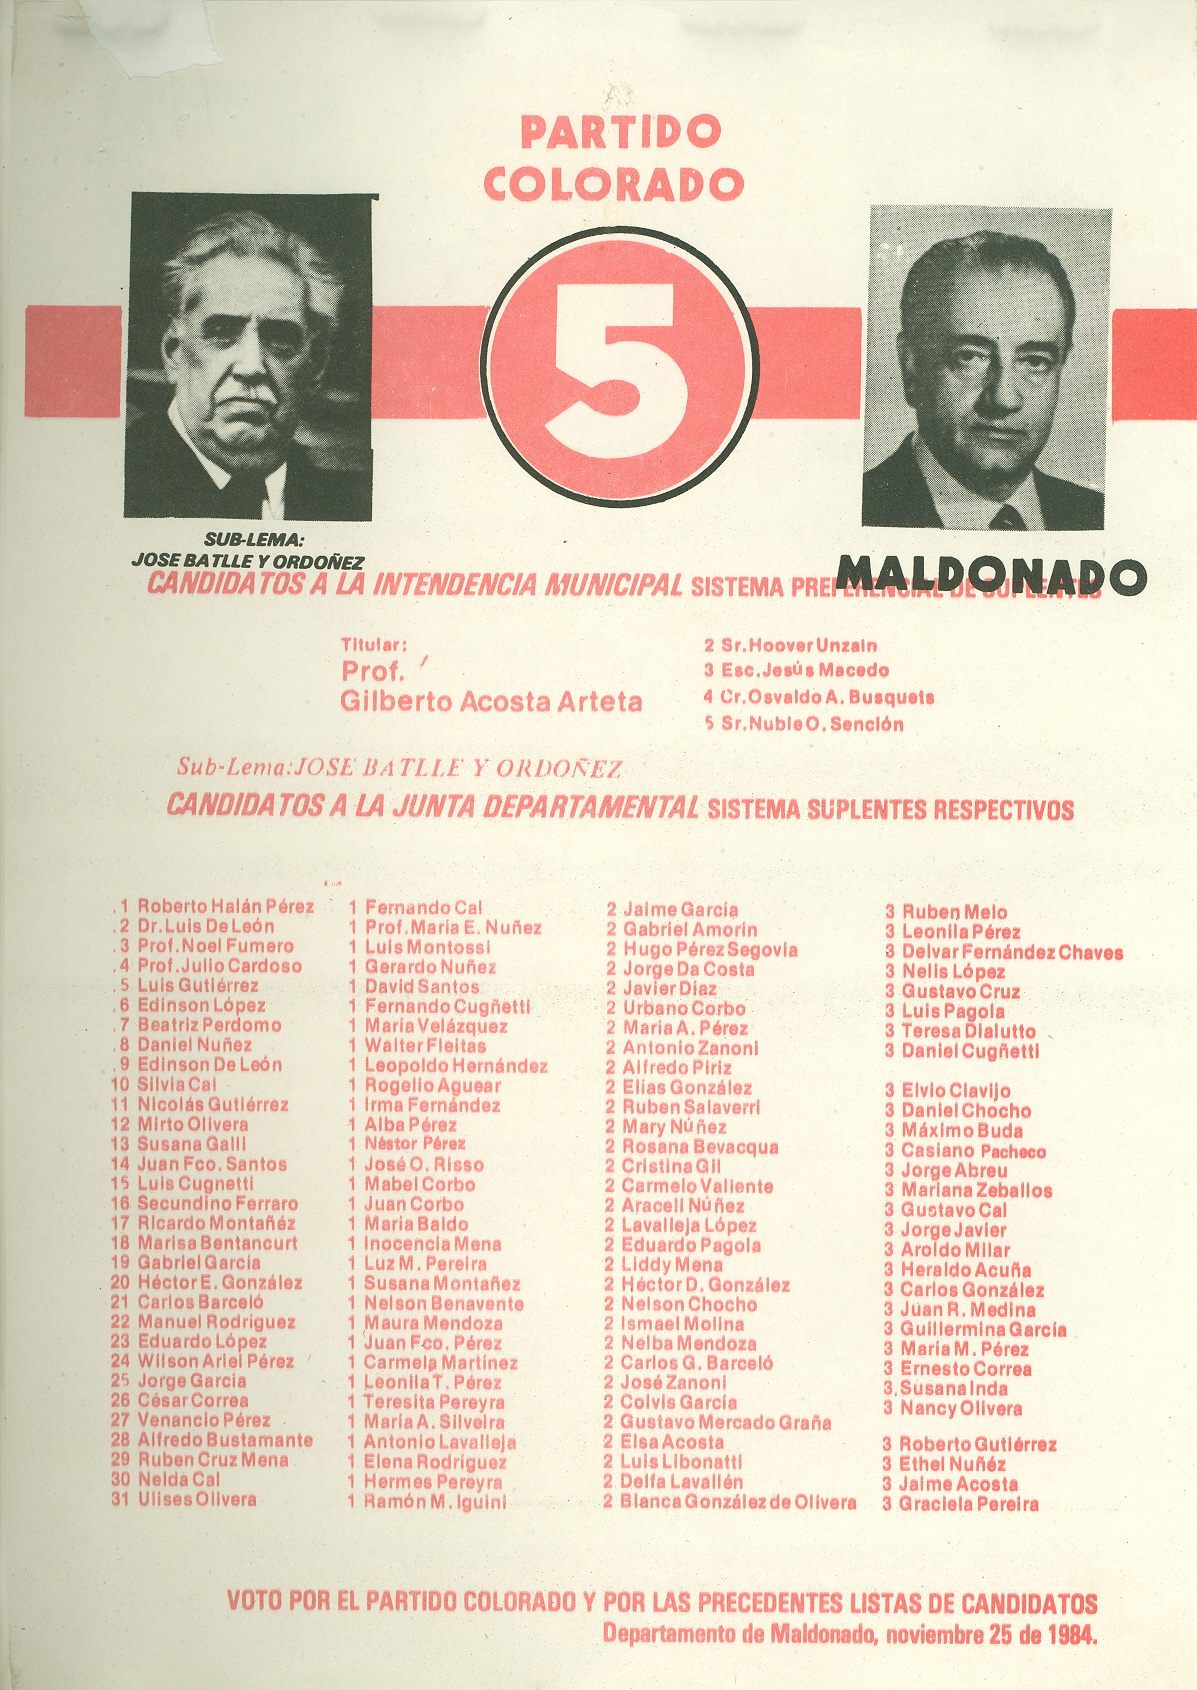 PARTIDO
COLORADO
5
SUB-LEMA:
JOSE BATLLE Y ORDOÑEZ
MALDONADO
CANDIDATOS A LA INTENDENCIA MUNICIPAL SISTEMA PREFERENCIAL DE SUPLENTES
Titular:
Prof.
Gilberto Acosta Arteta
2 Sr. Hoover Unzain
3 Esc. Jesús Macedo
4 Cr. Osvaldo A. Busquets
5 Sr. Nuble O. Sención
Sub-Lema: JOSE BATLLE Y ORDOÑEZ
CANDIDATOS A LA JUNTA DEPARTAMENTAL SISTEMA SUPLENTES RESPECTIVOS
.1 Roberto Halán Pérez
.2 Dr. Luis De León
.3 Prof. Noel Fumero
.4 Prof. Julio Cardoso
.5 Luis Gutiérrez
.6 Edinson López
.7 Beatriz Perdomo
.8 Daniel Nuñez
.9 Edinson De León
10 Silvia Cal
11 Nicolás Gutiérrez
12 Mirto Olivera
13 Susana Galli
14 Juan Fco. Santos
15 Luis Cugnetti
16 Secundino Ferraro
17 Ricardo Montañéz
18 Marisa Bentancurt
19 Gabriel García
20 Héctor E. González
21 Carlos Barceló
22 Manuel Rodríguez
23 Eduardo López
24 Wilson Ariel Pérez
25 Jorge García
26 César Correa
27 Venancio Pérez
28 Alfredo Bustamante
29 Ruben Cruz Mena
30 Nelda Cal
31 Ulises Olivera
1 Fernando Cal
1 Prof. María E. Nuñez
1 Luis Montossi
1 Gerardo Nuñez
1 David Santos
1 Fernando Cugñetti
1 María Velázquez
1 Walter Fleitas
1 Leopoldo Hernández
1 Rogelio Aguear
1 Irma Fernández
1 Alba Pérez
1 Néstor Pérez
1 José O. Risso
1 Mabel Corbo
1 Juan Corbo
1 María Baldo
1 Inocencia Mena
1 Luz M. Pereira
1 Susana Montañez
1 Nelson Benavente
1 Maura Mendoza
1 Juan Fco. Pérez
1 Carmela Martínez
1 Leonila T. Pérez
1 Teresita Pereyra
1 María A. Silveira
1 Antonio Lavalleja
1 Elena Rodríguez
1 Hermes Pereyra
1 Ramón M. Iguini
2 Jaime García
2 Gabriel Amorin
2 Hugo Pérez Segovia
2 Jorge Da Costa
2 Javier Díaz
2 Urbano Corbo
2 María A. Pérez
2 Antonio Zanoni
2 Alfredo Piriz
2 Elías González
2 Ruben Salaverri
2 Mary Núñez
2 Rosana Bevacqua
2 Cristina Gil
2 Carmelo Valiente
2 Araceli Núñez
2 Lavalleja López
2 Eduardo Pagola
2 Liddy Mena
2 Héctor D. González
2 Nelson Chocho
2 Ismael Molina
2 Nelba Mendoza
2 Carlos G. Barceló
2 José Zanoni
2 Colvis García
2 Gustavo Mercado Graña
2 Elsa Acosta
2 Luis Libonatti
2 Delfa Lavallén
2 Blanca González de Olivera
3 Ruben Melo
3 Leonila Pérez
3 Delvar Fernández Chaves
3 Nelis López
3 Gustavo Cruz
3 Luis Pagola
3 Teresa Dialutto
3 Daniel Cugñetti
3 Elvio Clavijo
3 Daniel Chocho
3 Máximo Buda
3 Casiano Pacheco
3 Jorge Abreu
3 Mariana Zeballos
3 Gustavo Cal
3 Jorge Javier
3 Aroldo Milar
3 Heraldo Acuña
3 Carlos González
3 Juan R. Medina
3 Guillermina García
3 María M. Pérez
3 Ernesto Correa
3, Susana Inda
3 Nancy Olivera
3 Roberto Gutiérrez
3 Ethel Nuñéz
3 Jaime Acosta
3 Graciela Pereira
VOTO POR EL PARTIDO COLORADO Y POR LAS PRECEDENTES LISTAS DE CANDIDATOS
Departamento de Maldonado, noviembre 25 de 1984.